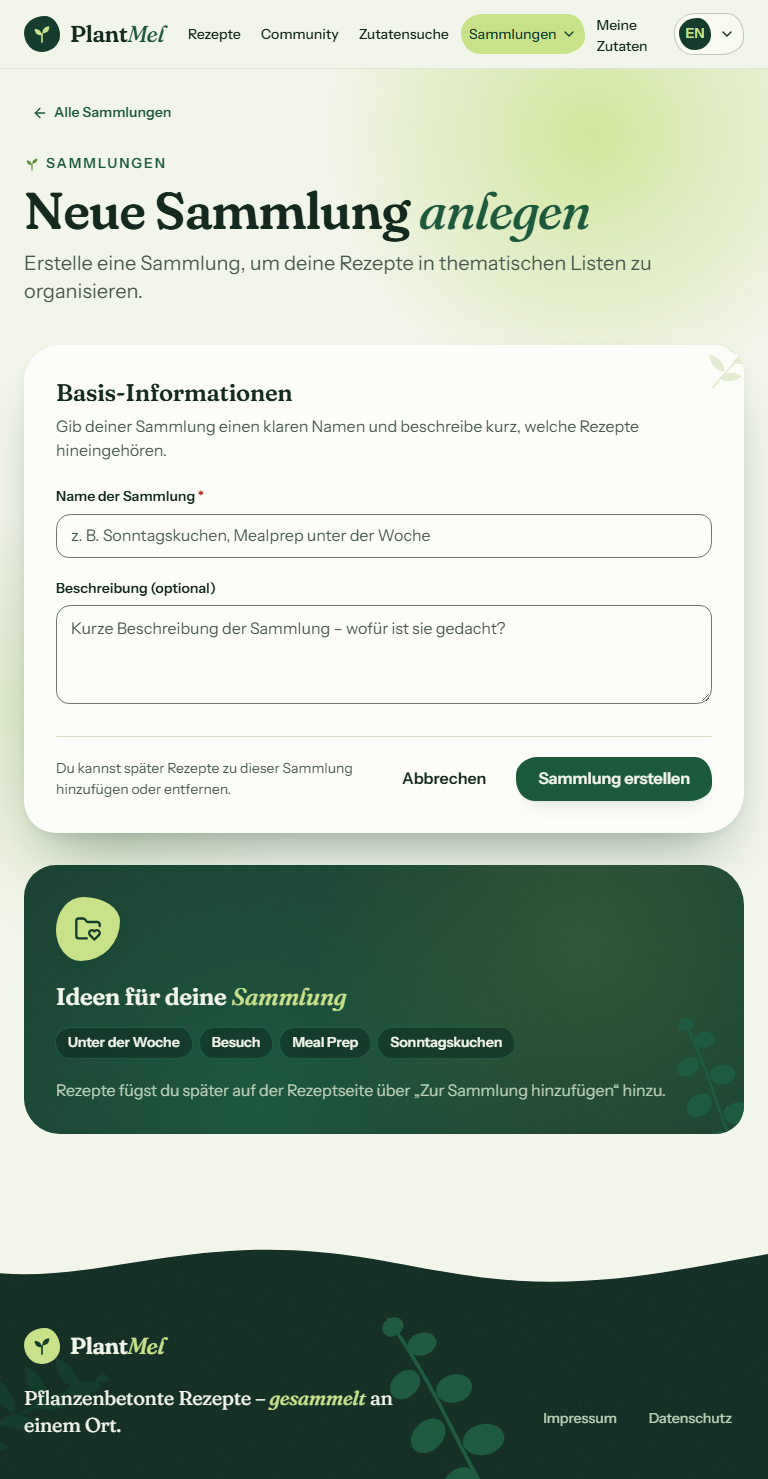 PlantMel
Rezepte
Community
Zutatensuche
Sammlungen
Meine
Zutaten
EN
Alle Sammlungen
SAMMLUNGEN
Neue Sammlung anlegen
Erstelle eine Sammlung, um deine Rezepte in thematischen Listen zu
organisieren.
Basis-Informationen
Gib deiner Sammlung einen klaren Namen und beschreibe kurz, welche Rezepte
hineingehören.
Name der Sammlung *
z. B. Sonntagskuchen, Mealprep unter der Woche
Beschreibung (optional)
Kurze Beschreibung der Sammlung – wofür ist sie gedacht?
Du kannst später Rezepte zu dieser Sammlung
hinzufügen oder entfernen.
Abbrechen
Sammlung erstellen
Ideen für deine Sammlung
Unter der Woche
Besuch
Meal Prep
Sonntagskuchen
Rezepte fügst du später auf der Rezeptseite über „Zur Sammlung hinzufügen“ hinzu.
PlantMel
Pflanzenbetonte Rezepte – gesammelt an
einem Ort.
Impressum
Datenschutz